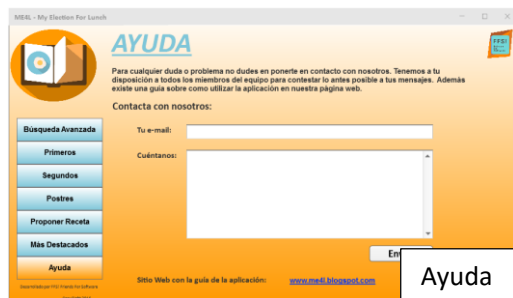 ME4L - My Election For Lunch
AYUDA
FFSI
Para cualquier duda o problema no dudes en ponerte en contacto con nosotros. Tenemos a tu
disposición a todos los miembros del equipo para contestar lo antes posible a tus mensajes. Además
existe una guía sobre como utilizar la aplicación en nuestra página web.
Contacta con nosotros:
Tu e-mail:
Cuéntanos:
Búsqueda Avanzada
Primeros
Segundos
Postres
Proponer Receta
Más Destacados
Ayuda
Sitio Web con la guía de la aplicación:
www.me4l.blogspot.com
Ayuda